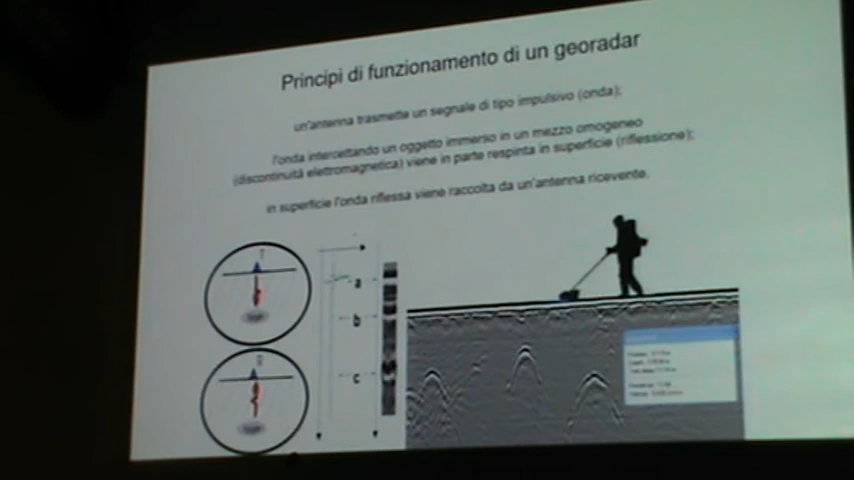 Principi di funzionamento di un georadar
un'antenna trasmette un segnale di tipo impulsivo (onda);
l'onda intercettando un oggetto immerso in un mezzo omogeneo
(discontinuità elettromagnetica) viene in parte respinta in superficie (riflessione);
in superficie l'onda riflessa viene raccolta da un'antenna ricevente.
a
b
c